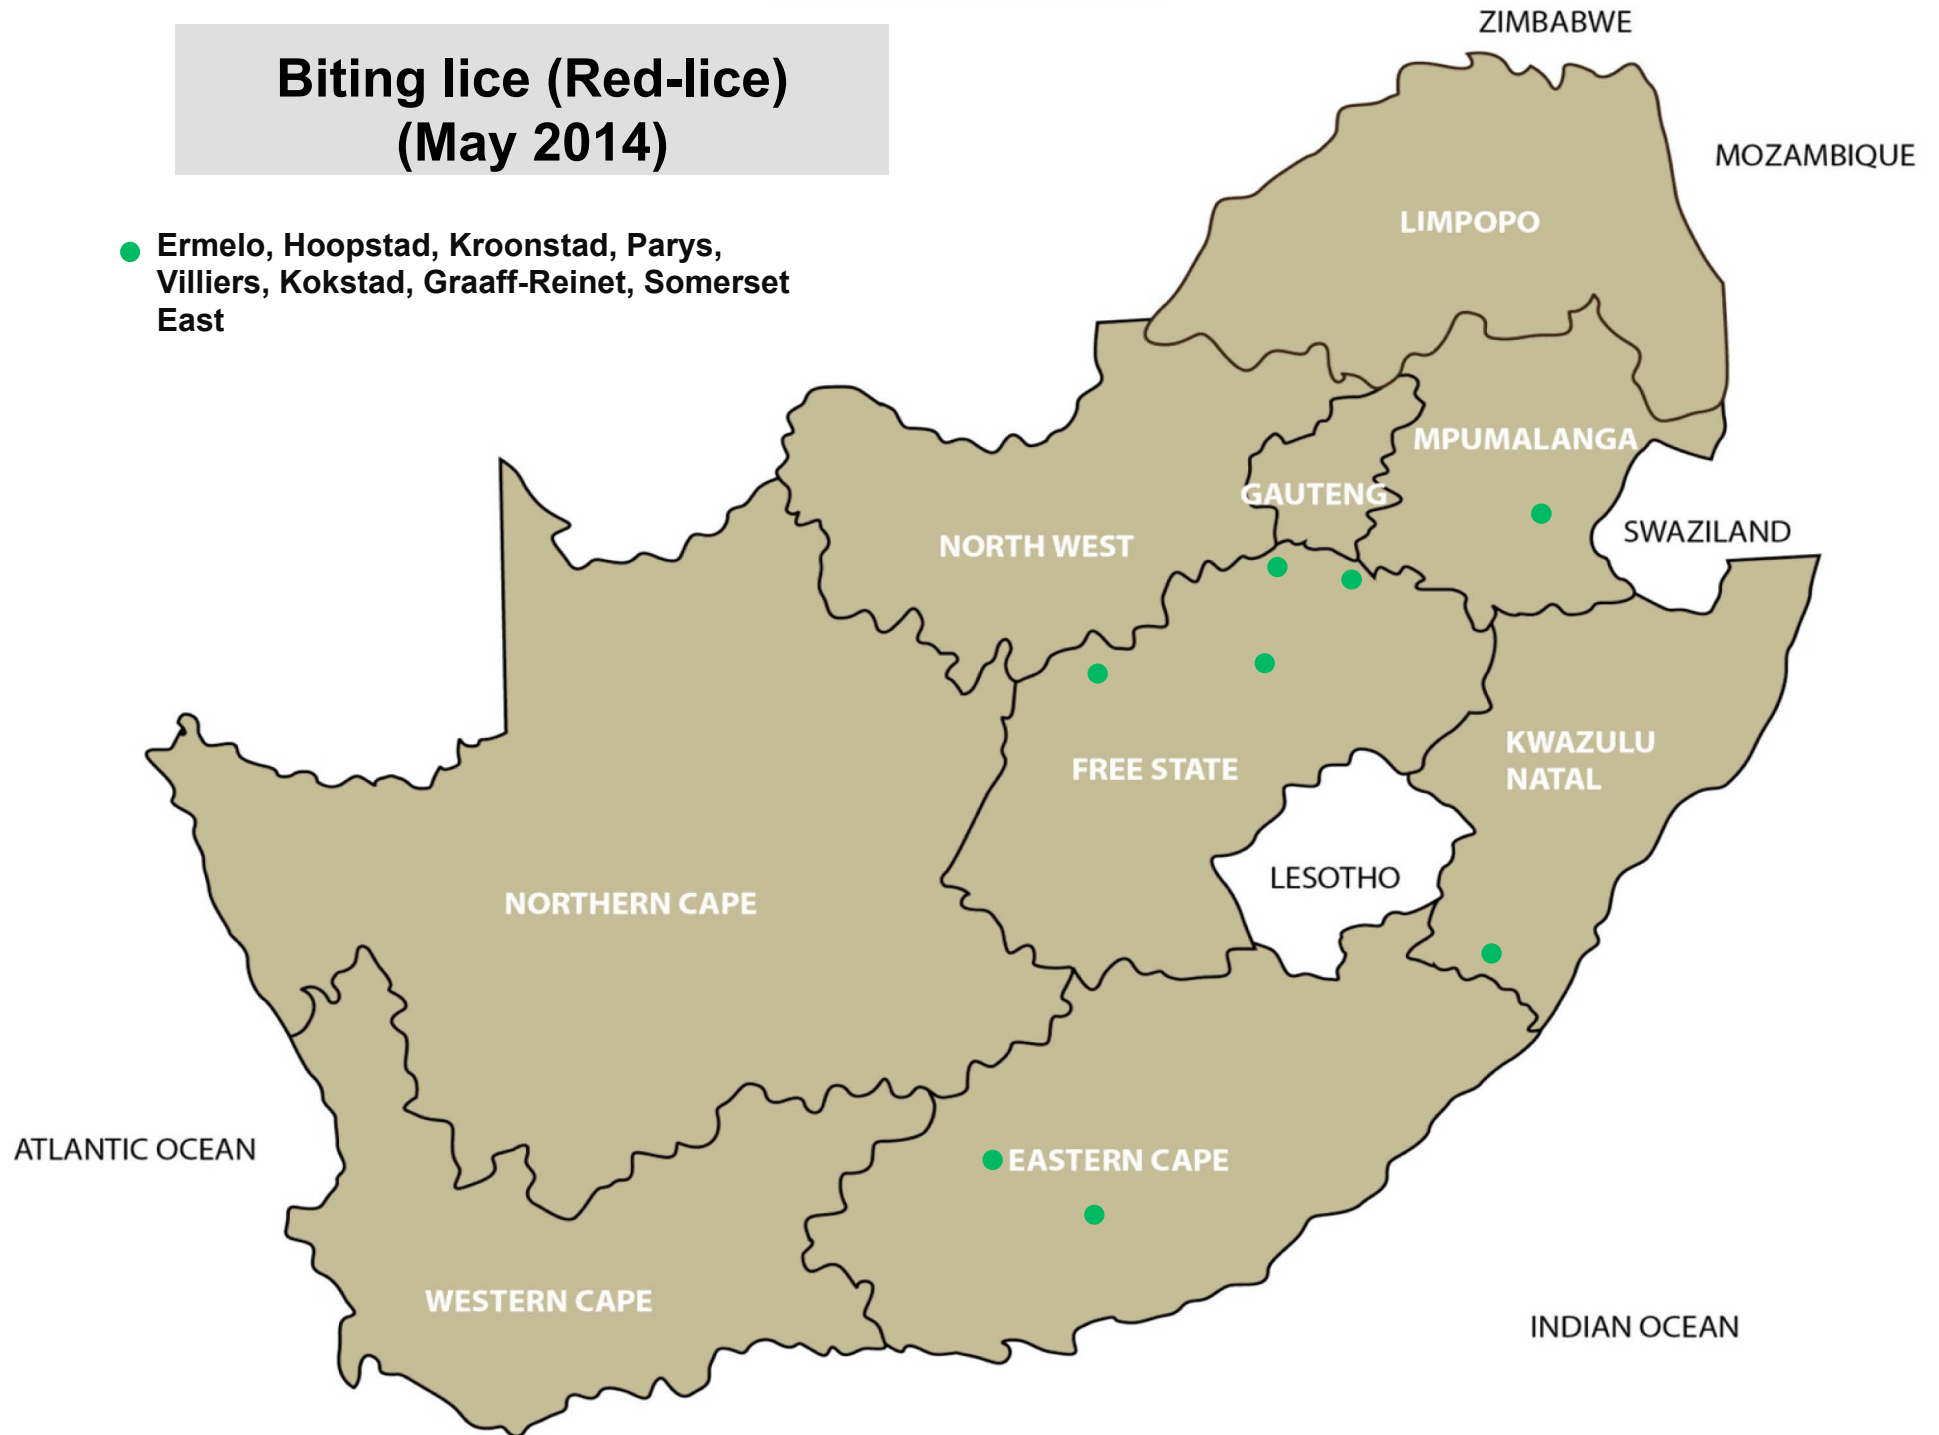 Biting lice (Red-lice)
(May 2014)
Ermelo, Hoopstad, Kroonstad, Parys,
Villiers, Kokstad, Graaff-Reinet, Somerset
East
ZIMBABWE
MOZAMBIQUE
LIMPOPO
MPUMALANGA
GAUTENG
SWAZILAND
NORTH WEST
KWAZULU
NATAL
FREE STATE
LESOTHO
NORTHERN CAPE
ATLANTIC OCEAN
EASTERN CAPE
WESTERN CAPE
INDIAN OCEAN